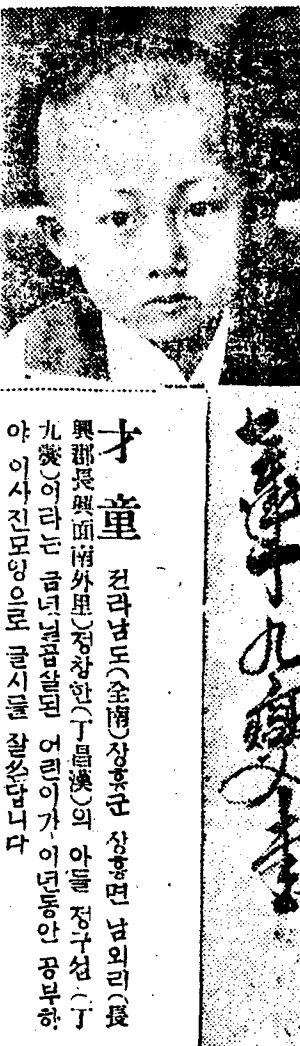 丁九燮
才童
전라남도(全南)장흥군 장흥면 남외리(長
興郡長興面南外里)정창한(丁昌漢)의 아들 정구섭(丁
九燮)이라는 금년닐곱살된 어린이가 이년동안 공부하
야 이사진모양으로 글시를 잘쓴답니다